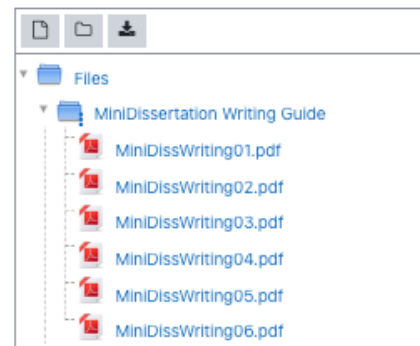 Files
MiniDissertation Writing Guide
MiniDissWriting01.pdf
MiniDissWriting02.pdf
MiniDissWriting03.pdf
MiniDissWriting04.pdf
MiniDissWriting05.pdf
MiniDissWriting06.pdf